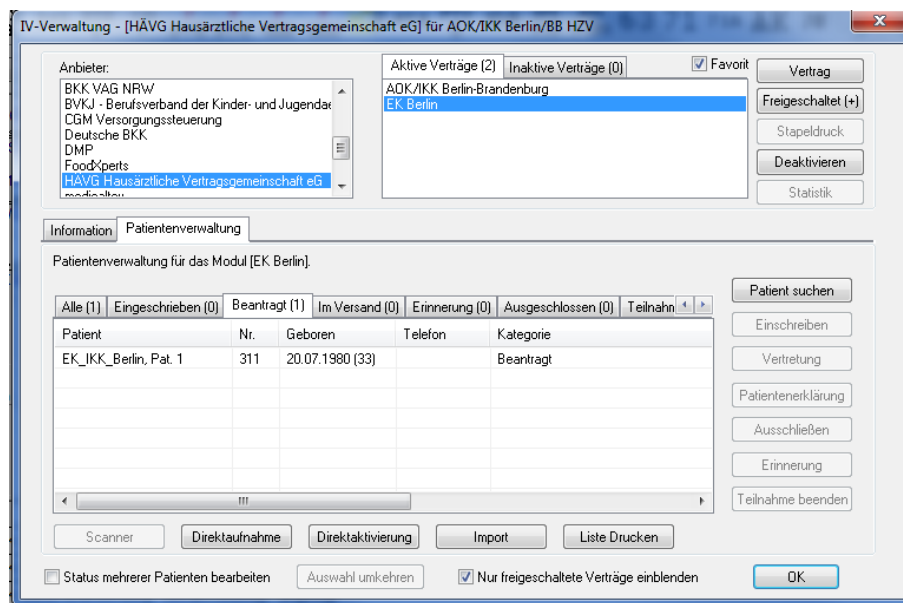 IV-Verwaltung - [HÄVG Hausärztliche Vertragsgemeinschaft eG] für AOK/IKK Berlin/BB HZV
Anbieter:
BKK VAG NRW
BVKJ - Berufsverband der Kinder- und Jugendae
CGM Versorgungssteuerung
Deutsche BKK
DMP
FoodXperts
HÄVG Hausärztliche Vertragsgemeinschaft eG
Aktive Verträge (2)
Inaktive Verträge (0)
Favorit
AOK/IKK Berlin-Brandenburg
EK Berlin
Vertrag
Freigeschaltet (+)
Stapeldruck
Deaktivieren
Statistik
Information
Patientenverwaltung
Patientenverwaltung für das Modul [EK Berlin].
Alle (1)
Eingeschrieben (0)
Beantragt (1)
Im Versand (0)
Erinnerung (0)
Ausgeschlossen (0)
Teilnahn
Patient Nr. Geboren Telefon Kategorie
EK_IKK_Berlin, Pat. 1 311 20.07.1980 (33) Beantragt
Patient suchen
Einschreiben
Vertretung
Patientenerklärung
Ausschließen
Erinnerung
Teilnahme beenden
Scanner
Direktaufnahme
Direktaktivierung
Import
Liste Drucken
Status mehrerer Patienten bearbeiten
Auswahl umkehren
Nur freigeschaltete Verträge einblenden
OK